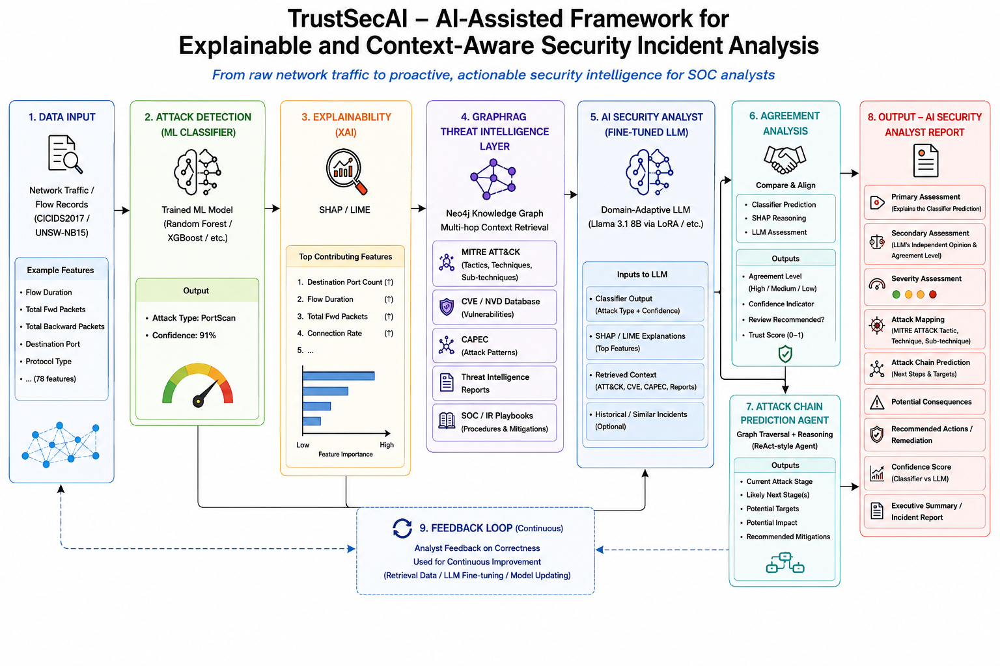 TrustSecAI – AI-Assisted Framework for
Explainable and Context-Aware Security Incident Analysis
From raw network traffic to proactive, actionable security intelligence for SOC analysts
1. DATA INPUT
Network Traffic /
Flow Records
(CICIDS2017 /
UNSW-NB15)
Example Features
• Flow Duration
• Total Fwd Packets
• Total Backward Packets
• Destination Port
• Protocol Type
• ... (78 features)
2. ATTACK DETECTION
(ML CLASSIFIER)
Trained ML Model
(Random Forest /
XGBoost / etc.)
Output
• Attack Type: PortScan
• Confidence: 91%
3. EXPLAINABILITY
(XAI)
SHAP / LIME
Top Contributing Features
1. Destination Port Count (↑)
2. Flow Duration (↑)
3. Total Fwd Packets (↑)
4. Connection Rate (↑)
5. ...
Low High
Feature Importance
4. GRAPHRAG
THREAT INTELLIGENCE
LAYER
Neo4j Knowledge Graph
Multi-hop Context Retrieval
MITRE ATT&CK
(Tactics, Techniques,
Sub-techniques)
CVE / NVD Database
(Vulnerabilities)
CAPEC
(Attack Patterns)
Threat Intelligence
Reports
SOC / IR Playbooks
(Procedures & Mitigations)
5. AI SECURITY ANALYST
(FINE-TUNED LLM)
Domain-Adaptive LLM
(Llama 3.1 8B via LoRA / etc.)
Inputs to LLM
• Classifier Output
(Attack Type + Confidence)
• SHAP / LIME Explanations
(Top Features)
• Retrieved Context
(ATT&CK, CVE, CAPEC, Reports)
• Historical / Similar Incidents
(Optional)
6. AGREEMENT
ANALYSIS
Compare & Align
• Classifier Prediction
• SHAP Reasoning
• LLM Assessment
Outputs
• Agreement Level
(High / Medium / Low)
• Confidence Indicator
• Review Recommended?
• Trust Score (0–1)
7. ATTACK CHAIN
PREDICTION AGENT
Graph Traversal + Reasoning
(ReAct-style Agent)
Outputs
• Current Attack Stage
• Likely Next Stage(s)
• Potential Targets
• Potential Impact
• Recommended Mitigations
8. OUTPUT – AI SECURITY
ANALYST REPORT
Primary Assessment
(Explains the Classifier Prediction)
Secondary Assessment
(LLM's Independent Opinion &
Agreement Level)
Severity Assessment
Attack Mapping
(MITRE ATT&CK Tactic,
Technique, Sub-technique)
Attack Chain Prediction
(Next Steps & Targets)
Potential Consequences
Recommended Actions /
Remediation
Confidence Score
(Classifier vs LLM)
Executive Summary /
Incident Report
9. FEEDBACK LOOP (Continuous)
Analyst Feedback on Correctness
Used for Continuous Improvement
(Retrieval Data / LLM Fine-tuning / Model Updating)